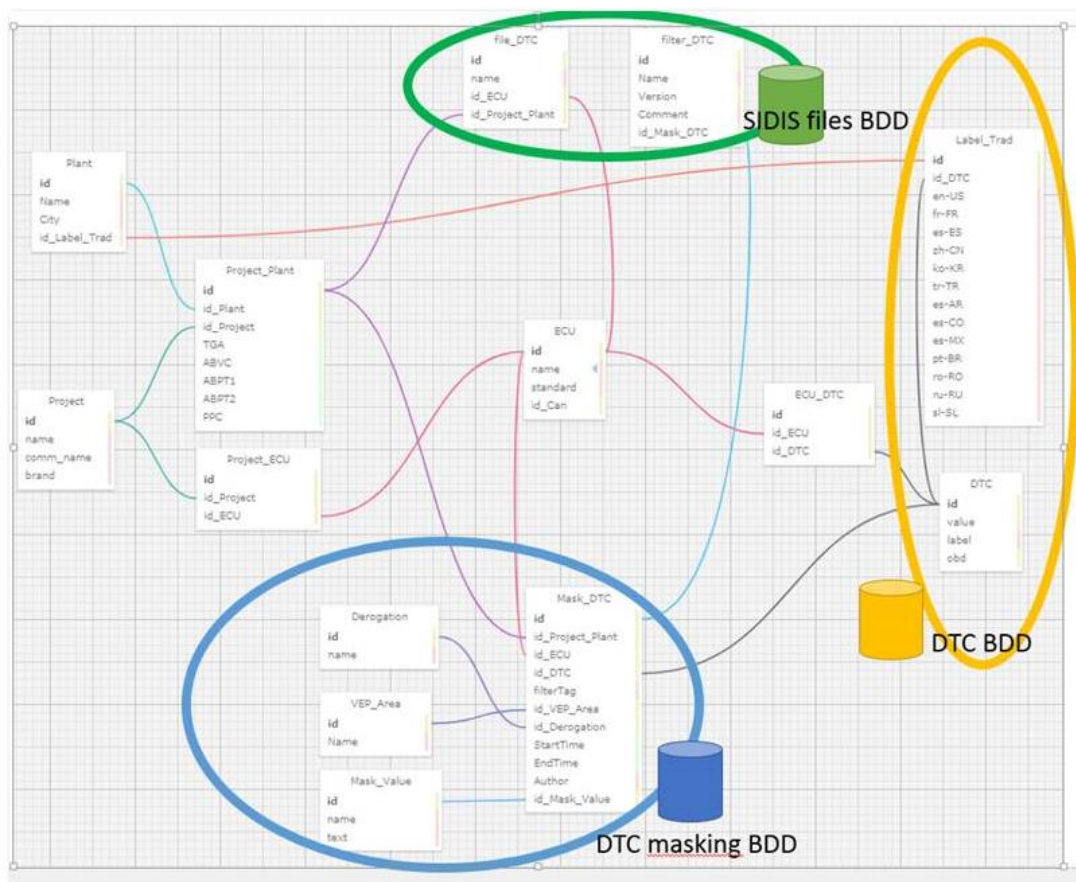 file_DTC
id
name
id_ECU
id_Project_Plant
filter_DTC
id
Name
Version
Comment
id_Mask_DTC
SIDIS files BDD
Label_Trad
id
id_DTC
en-US
fr-FR
es-ES
zh-CN
ko-KR
tr-TR
es-AR
es-CO
es-MX
pt-BR
ro-RO
ru-RU
sl-SL
Plant
id
Name
City
id_Label_Trad
Project_Plant
id
id_Plant
id_Project
TGA
ABVC
ABPT1
ABPT2
PPC
ECU
id
name
standard
id_Can
Project
id
name
comm_name
brand
ECU_DTC
id
id_ECU
id_DTC
Project_ECU
id
id_Project
id_ECU
DTC
id
value
label
obd
DTC BDD
Derogation
id
name
VEP_Area
id
Name
Mask_Value
id
name
text
Mask_DTC
id
id_Project_Plant
id_ECU
id_DTC
filterTag
id_VEP_Area
id_Derogation
StartTime
EndTime
Author
id_Mask_Value
DTC masking BDD